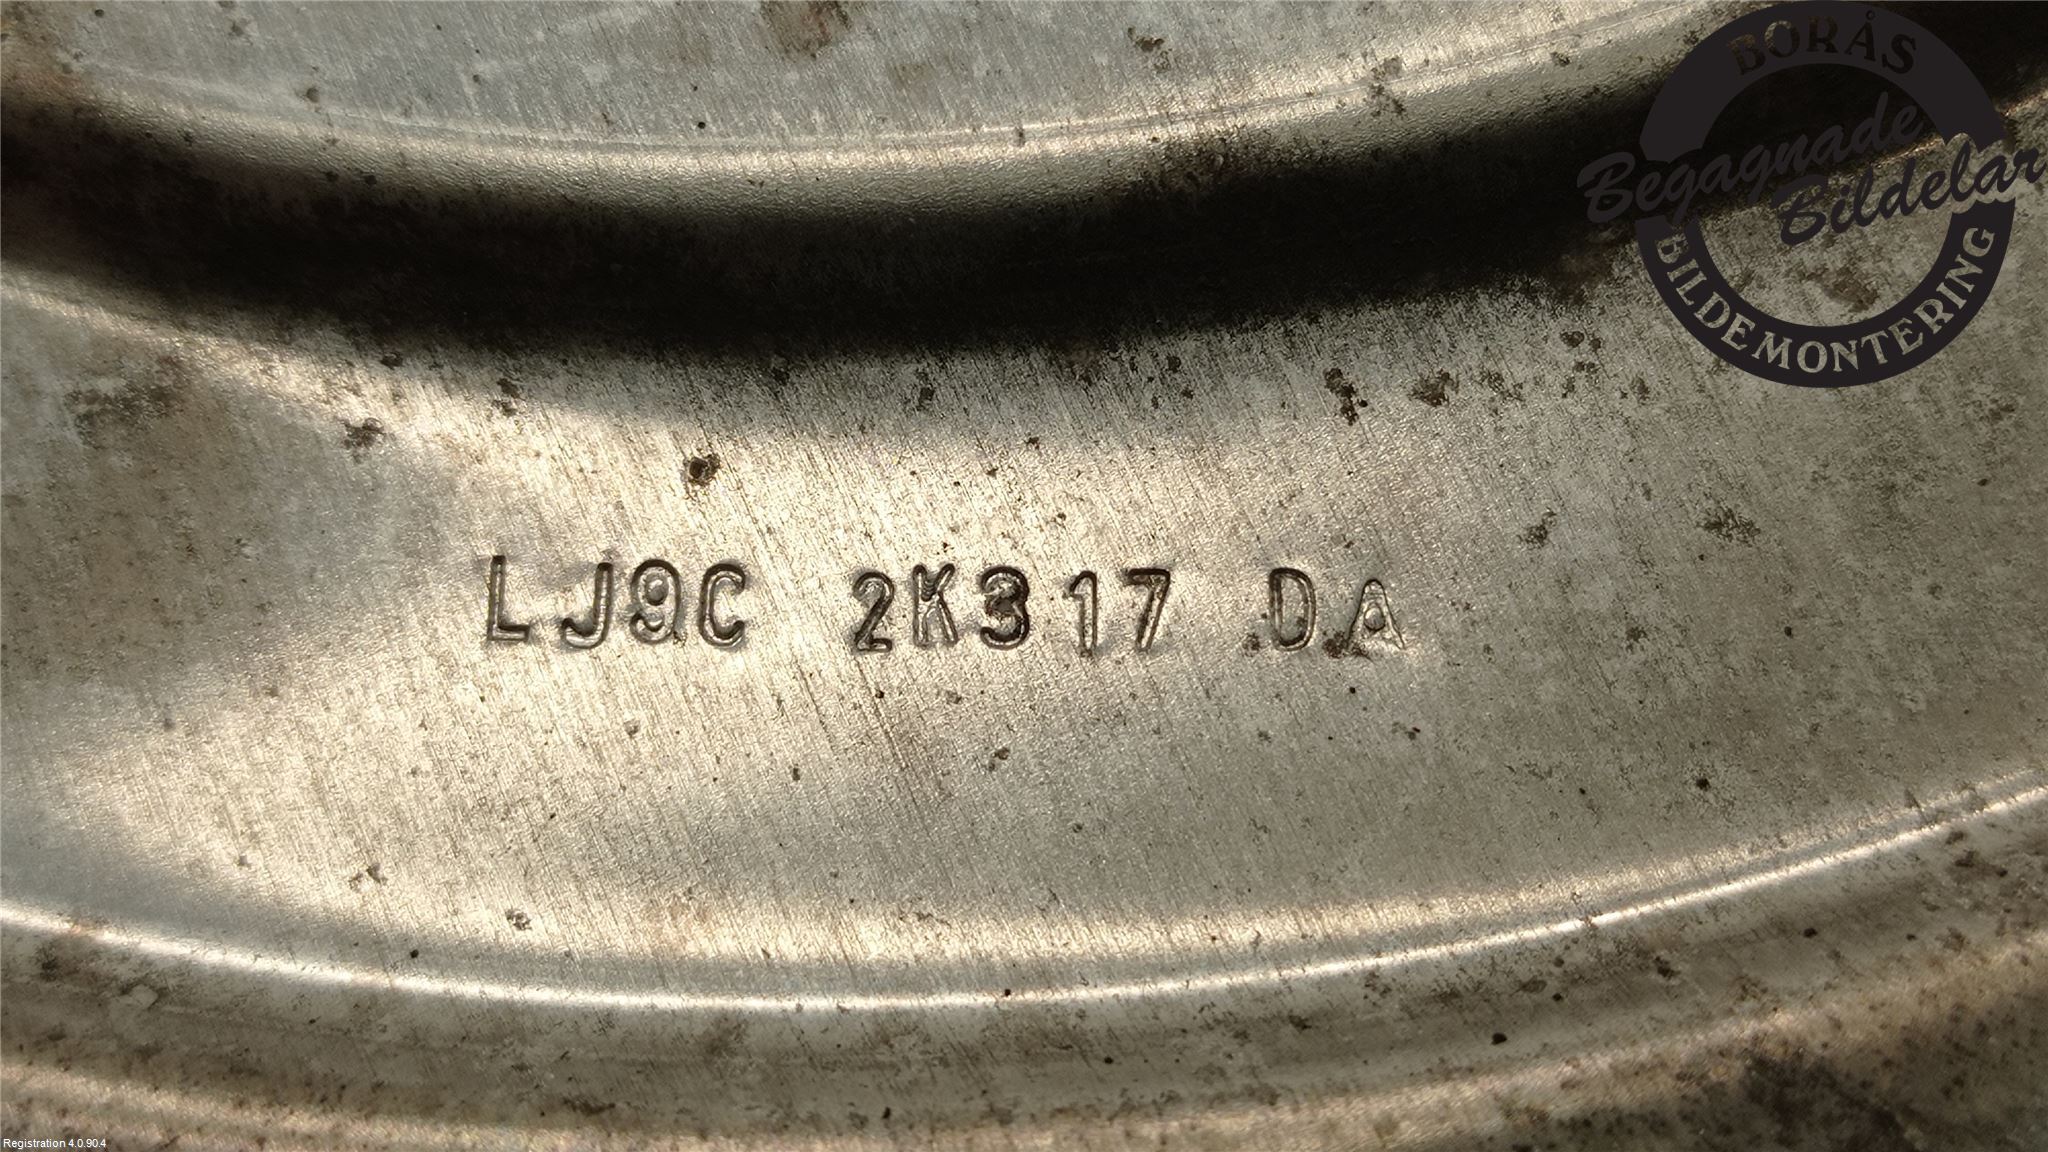 BORÅS
Begagnade
Bildelar
BILDEMONTERING
LJ9C 2K317 DA
Registration 4.0.90.4